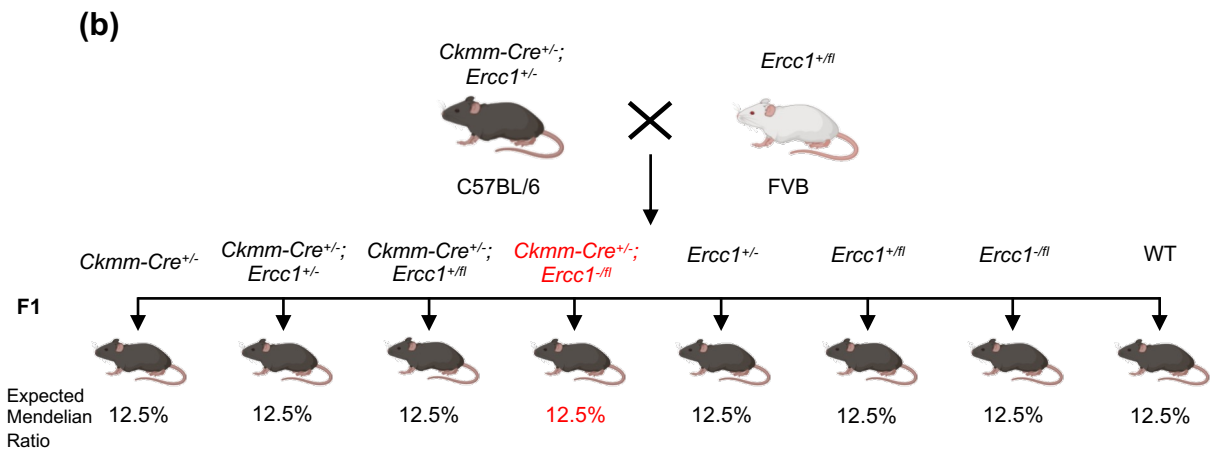 (b)
Ckmm-Cre+/-;
Ercc1+/-
Ercc1+/fl
C57BL/6
FVB
Ckmm-Cre+/-
Ckmm-Cre+/-;
Ercc1+/-
Ckmm-Cre+/-;
Ercc1+/fl
Ckmm-Cre+/-;
Ercc1-/fl
Ercc1+/-
Ercc1+/fl
Ercc1-/fl
WT
F1
Expected
Mendelian
Ratio
12.5%
12.5%
12.5%
12.5%
12.5%
12.5%
12.5%
12.5%